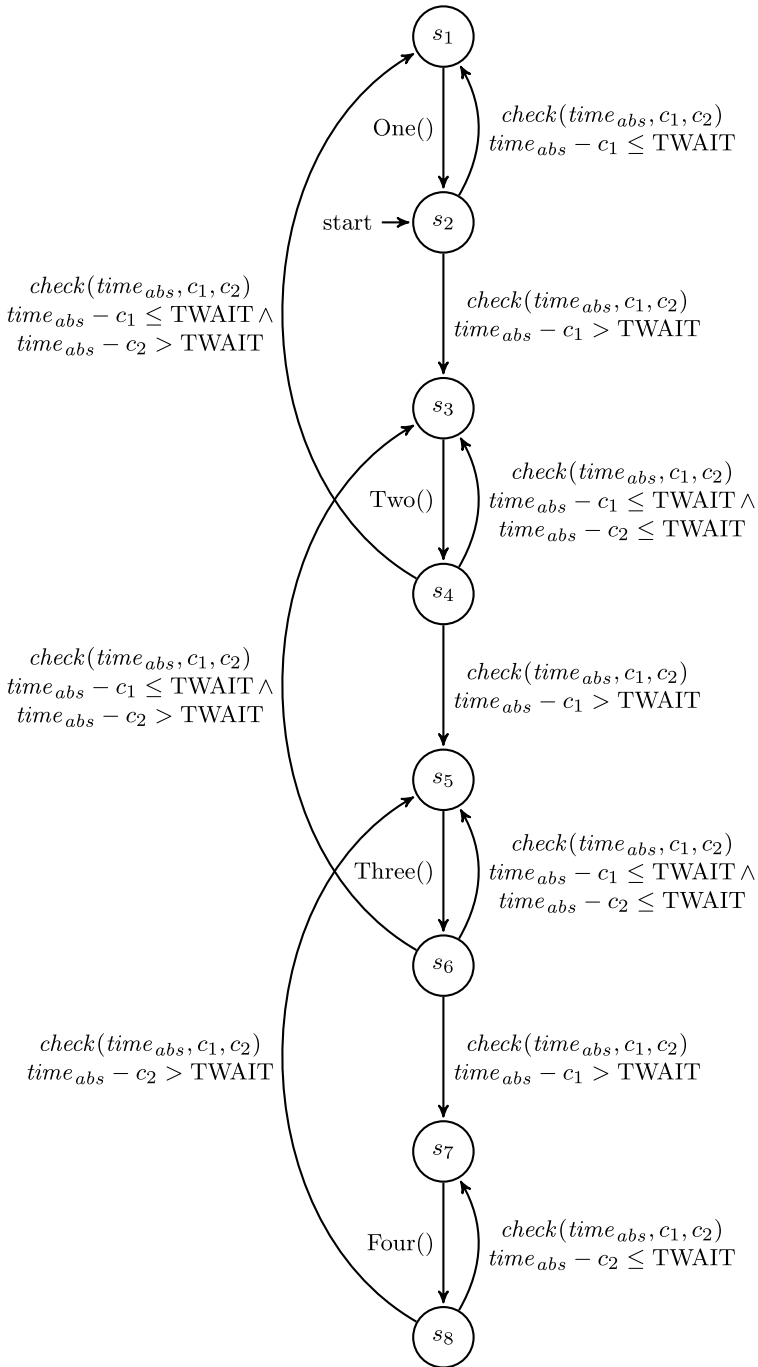 s₁
One()
check(time_abs, c₁, c₂)
time_abs − c₁ ≤ TWAIT
start
s₂
check(time_abs, c₁, c₂)
time_abs − c₁ ≤ TWAIT ∧
time_abs − c₂ > TWAIT
check(time_abs, c₁, c₂)
time_abs − c₁ > TWAIT
s₃
Two()
check(time_abs, c₁, c₂)
time_abs − c₁ ≤ TWAIT ∧
time_abs − c₂ ≤ TWAIT
s₄
check(time_abs, c₁, c₂)
time_abs − c₁ ≤ TWAIT ∧
time_abs − c₂ > TWAIT
check(time_abs, c₁, c₂)
time_abs − c₁ > TWAIT
s₅
Three()
check(time_abs, c₁, c₂)
time_abs − c₁ ≤ TWAIT ∧
time_abs − c₂ ≤ TWAIT
s₆
check(time_abs, c₁, c₂)
time_abs − c₂ > TWAIT
check(time_abs, c₁, c₂)
time_abs − c₁ > TWAIT
s₇
Four()
check(time_abs, c₁, c₂)
time_abs − c₂ ≤ TWAIT
s₈